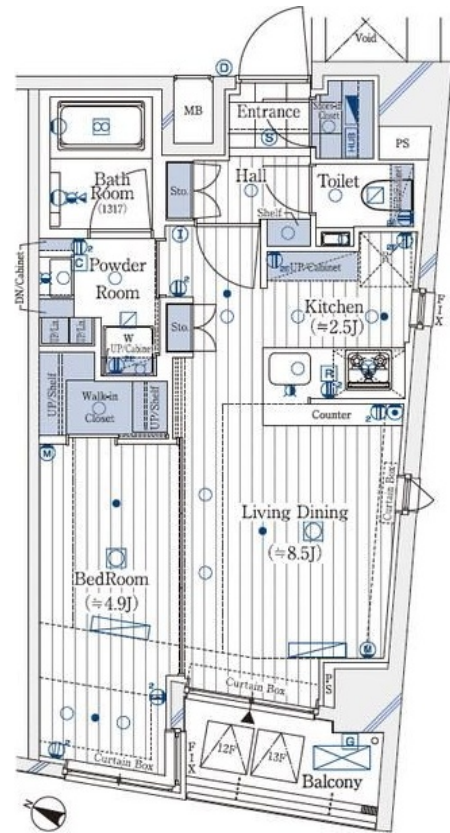 Void
MB
Entrance
S
Shoes-in
Closet
HUB
PS
Bath
Room
(1317)
Sto.
Hall
Toilet
Shelf
DN/Cabinet
C
Powder
Room
UP/Cabinet
Kitchen
(≒2.5J)
FIX
Sto.
W
UP/Cabinet
R
UP/Shelf
Walk-in
Closet
UP/Shelf
Counter
M
Living Dining
(≒8.5J)
Curtain Box
BedRoom
(≒4.9J)
M
Curtain Box
PS
Curtain Box
FIX
12F
13F
G
Balcony
N